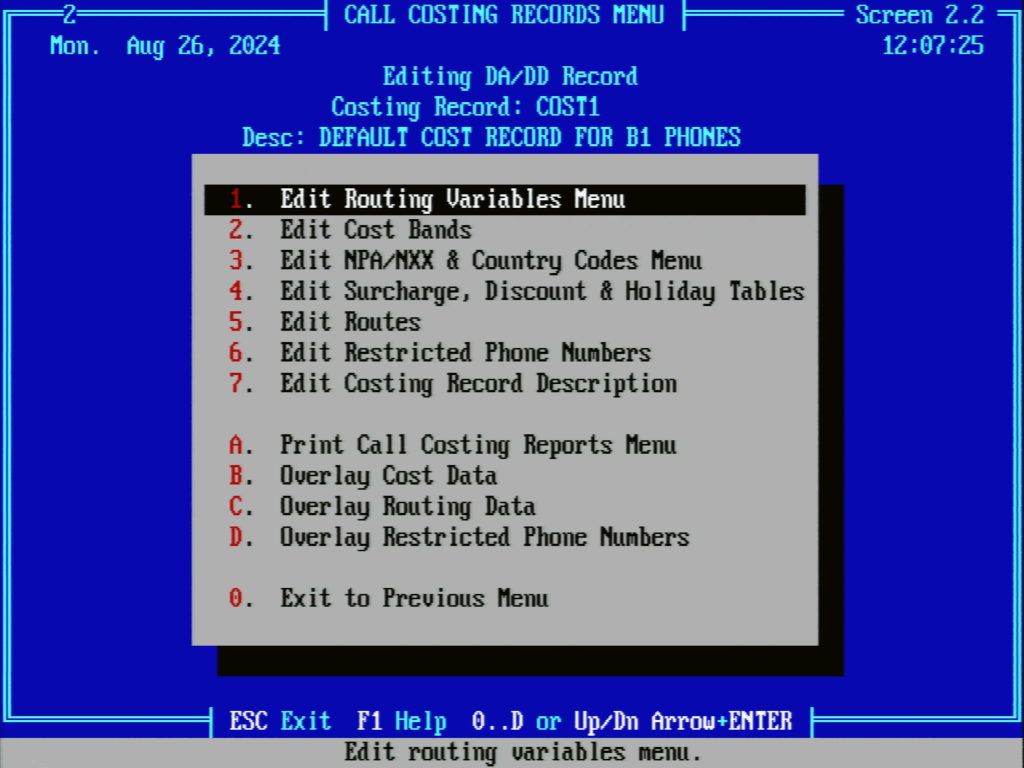 2 CALL COSTING RECORDS MENU Screen 2.2
Mon. Aug 26, 2024 12:07:25
Editing DA/DD Record
Costing Record: COST1
Desc: DEFAULT COST RECORD FOR B1 PHONES
1. Edit Routing Variables Menu
2. Edit Cost Bands
3. Edit NPA/NXX & Country Codes Menu
4. Edit Surcharge, Discount & Holiday Tables
5. Edit Routes
6. Edit Restricted Phone Numbers
7. Edit Costing Record Description
A. Print Call Costing Reports Menu
B. Overlay Cost Data
C. Overlay Routing Data
D. Overlay Restricted Phone Numbers
0. Exit to Previous Menu
ESC Exit F1 Help 0..D or Up/Dn Arrow+ENTER
Edit routing variables menu.